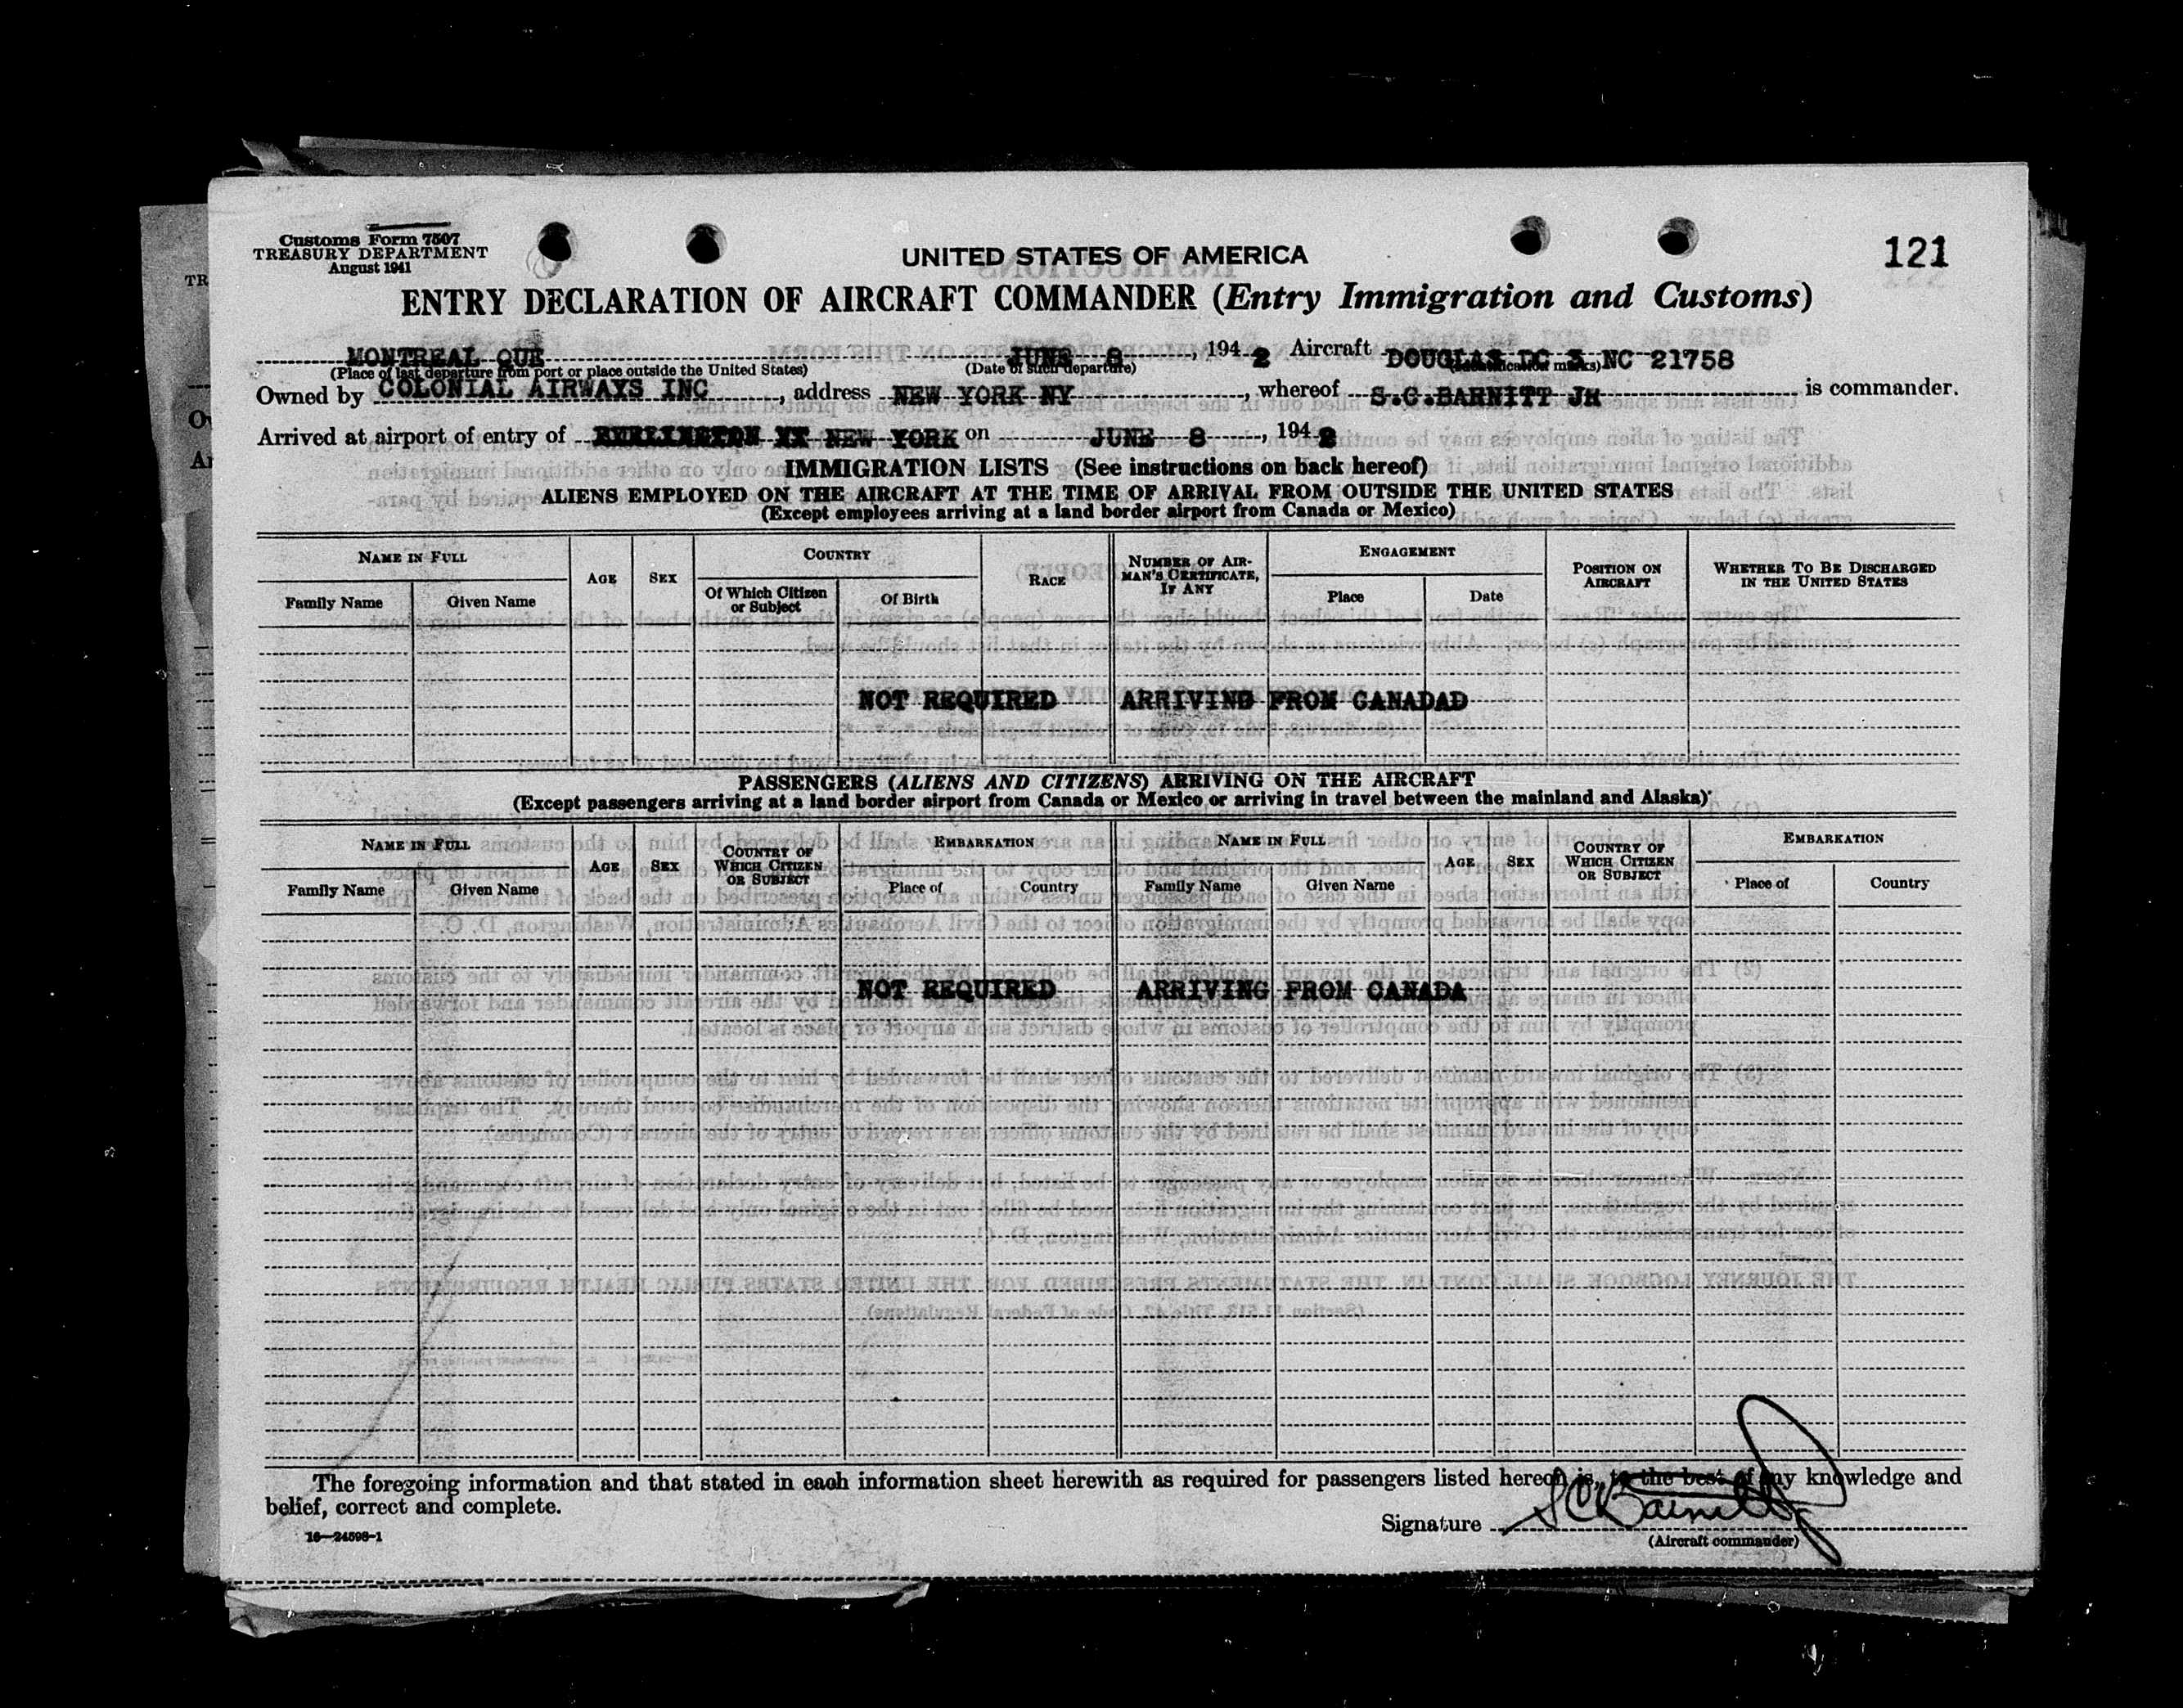 Customs Form 7507
TREASURY DEPARTMENT
August 1941
UNITED STATES OF AMERICA
121
ENTRY DECLARATION OF AIRCRAFT COMMANDER (Entry Immigration and Customs)
MONTREAL QUE JUNE 8, 1942 Aircraft DOUGLAS DC 3 NC 21758
(Place of last departure from port or place outside the United States) (Date of such departure) (Identification marks)
Owned by COLONIAL AIRWAYS INC, address NEW YORK NY, whereof S.C.BARNITT JR is commander.
Arrived at airport of entry of NEW YORK on JUNE 8, 1942
IMMIGRATION LISTS (See instructions on back hereof)
ALIENS EMPLOYED ON THE AIRCRAFT AT THE TIME OF ARRIVAL FROM OUTSIDE THE UNITED STATES
(Except employees arriving at a land border airport from Canada or Mexico)
NAME IN FULL
Family Name
Given Name
AGE
SEX
COUNTRY
Of Which Citizen
or Subject
Of Birth
RACE
NUMBER OF AIR-
MAN'S CERTIFICATE,
IF ANY
ENGAGEMENT
Place
Date
POSITION ON
AIRCRAFT
WHETHER TO BE DISCHARGED
IN THE UNITED STATES
NOT REQUIRED ARRIVING FROM CANADAD
PASSENGERS (ALIENS AND CITIZENS) ARRIVING ON THE AIRCRAFT
(Except passengers arriving at a land border airport from Canada or Mexico or arriving in travel between the mainland and Alaska)
NAME IN FULL
Family Name
Given Name
AGE
SEX
COUNTRY OF
WHICH CITIZEN
OR SUBJECT
EMBARKATION
Place of
Country
NAME IN FULL
Family Name
Given Name
AGE
SEX
COUNTRY OF
WHICH CITIZEN
OR SUBJECT
EMBARKATION
Place of
Country
NOT REQUIRED ARRIVING FROM CANADA
The foregoing information and that stated in each information sheet herewith as required for passengers listed hereon is, to the best of my knowledge and
belief, correct and complete.
16—24598-1
Signature S C Barnitt Jr
(Aircraft commander)